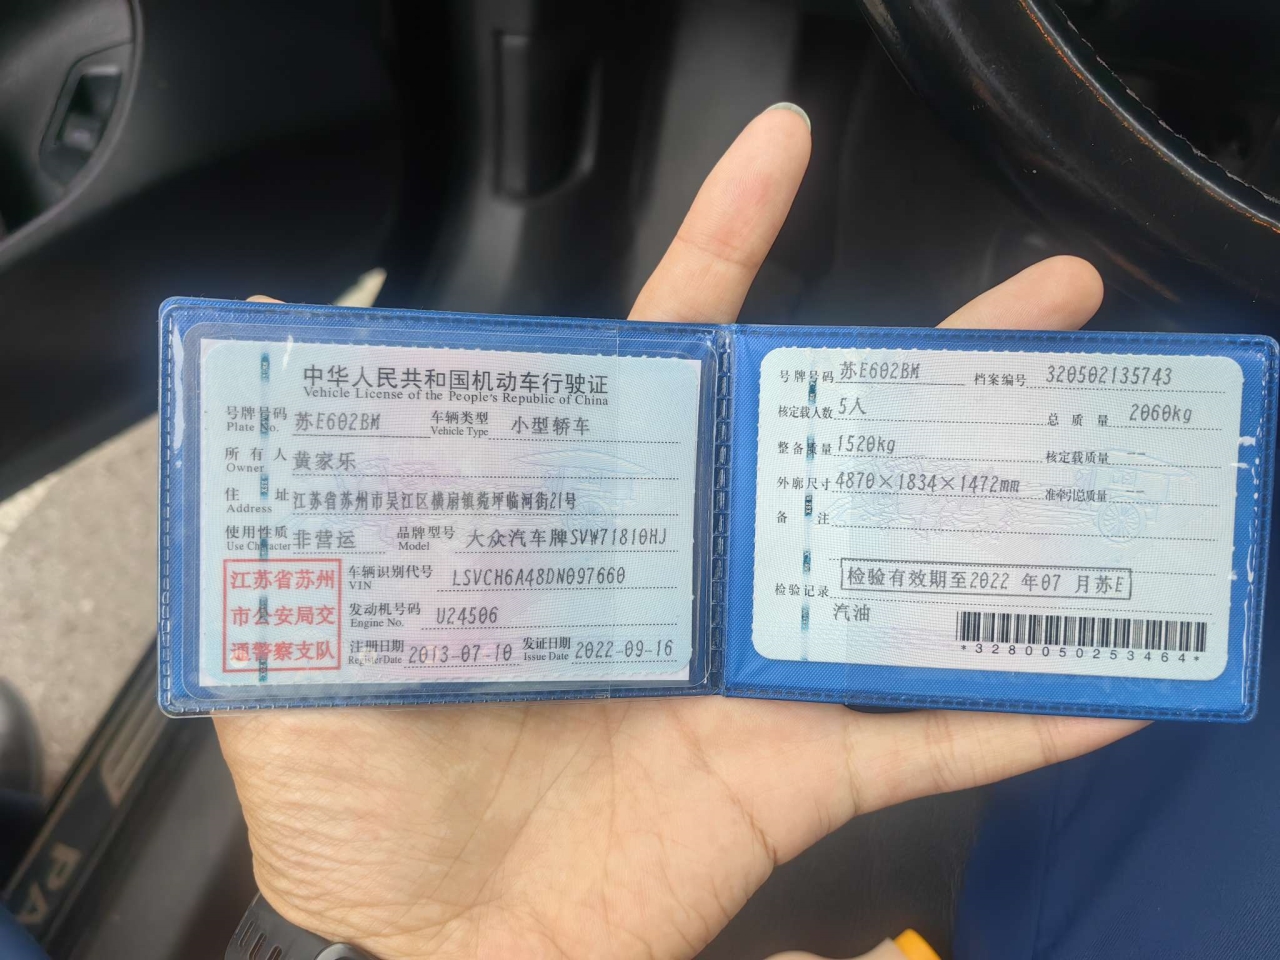 中华人民共和国机动车行驶证
Vehicle License of the People's Republic of China
号牌号码 苏E602BM 车辆类型 小型轿车
Plate No. Vehicle Type
所有人 黄家乐
Owner
住址 江苏省苏州市吴江区横扇镇菀坪临河街21号
Address
使用性质 非营运 品牌型号 大众汽车牌SVW71810HJ
Use Character Model
江苏省苏州
市公安局交
通警察支队
车辆识别代号 LSVCH6A48DN097660
VIN
发动机号码 U24506
Engine No.
注册日期 2013-07-10 发证日期 2022-09-16
Register Date Issue Date
号牌号码 苏E602BM 档案编号 320502135743
核定载人数 5人 总质量 2060kg
整备质量 1520kg 核定载质量 --
外廓尺寸 4870×1834×1472mm 准牵引总质量 --
备注
检验记录 检验有效期至2022 年07 月苏E
汽油
*3280050253464*
PA